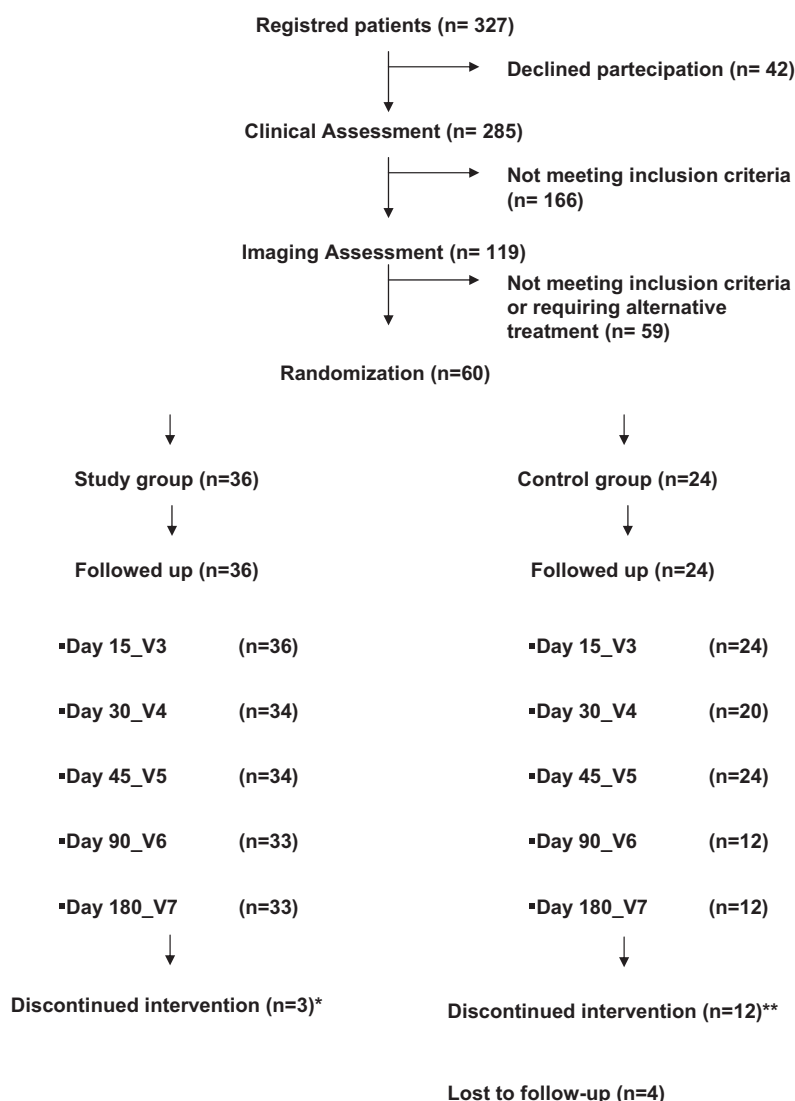 Registred patients (n= 327)
Declined partecipation (n= 42)
Clinical Assessment (n= 285)
Not meeting inclusion criteria
(n= 166)
Imaging Assessment (n= 119)
Not meeting inclusion criteria
or requiring alternative
treatment (n= 59)
Randomization (n=60)
Study group (n=36)
Followed up (n=36)
▪Day 15_V3 (n=36)
▪Day 30_V4 (n=34)
▪Day 45_V5 (n=34)
▪Day 90_V6 (n=33)
▪Day 180_V7 (n=33)
Discontinued intervention (n=3)*
Control group (n=24)
Followed up (n=24)
▪Day 15_V3 (n=24)
▪Day 30_V4 (n=20)
▪Day 45_V5 (n=24)
▪Day 90_V6 (n=12)
▪Day 180_V7 (n=12)
Discontinued intervention (n=12)**
Lost to follow-up (n=4)